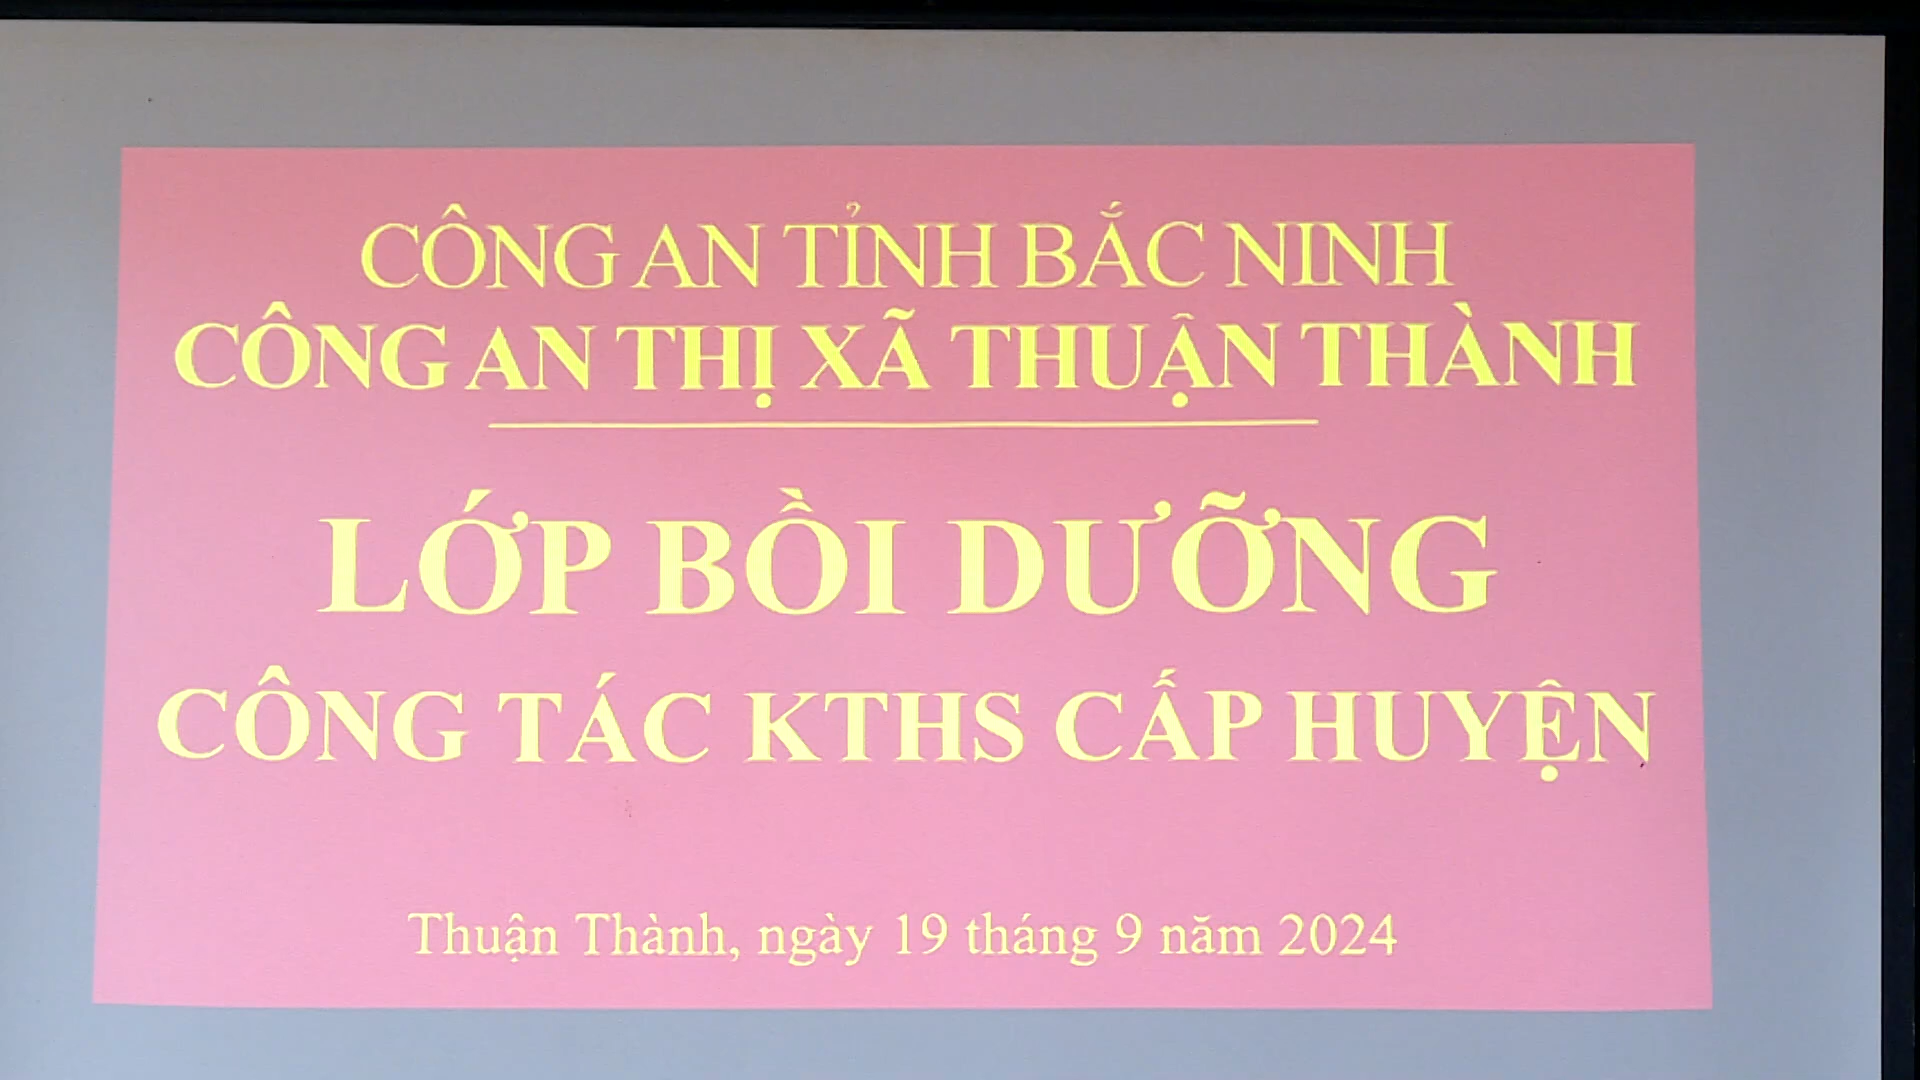 CÔNG AN TỈNH BẮC NINH
CÔNG AN THỊ XÃ THUẬN THÀNH
LỚP BỒI DƯỠNG
CÔNG TÁC KTHS CẤP HUYỆN
Thuận Thành, ngày 19 tháng 9 năm 2024